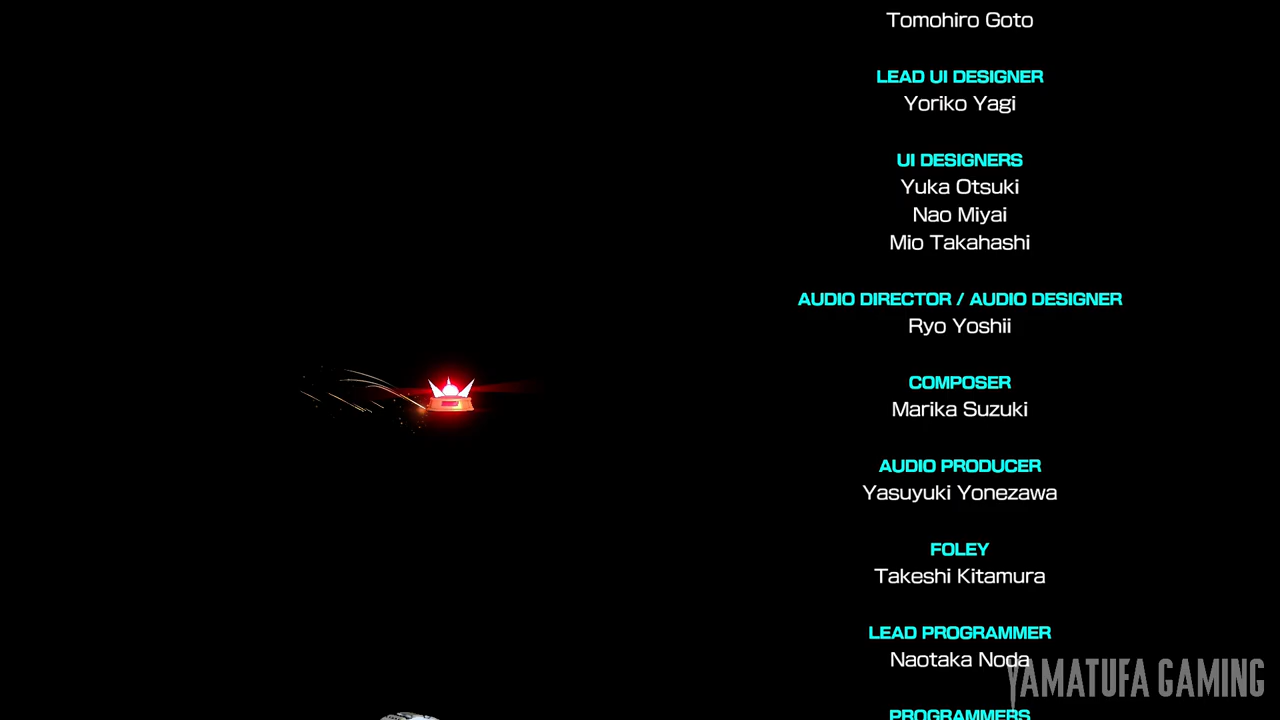 Tomohiro Goto
LEAD UI DESIGNER
Yoriko Yagi
UI DESIGNERS
Yuka Otsuki
Nao Miyai
Mio Takahashi
AUDIO DIRECTOR / AUDIO DESIGNER
Ryo Yoshii
COMPOSER
Marika Suzuki
AUDIO PRODUCER
Yasuyuki Yonezawa
FOLEY
Takeshi Kitamura
LEAD PROGRAMMER
Naotaka Noda
YAMATUFA GAMING
PROGRAMMERS